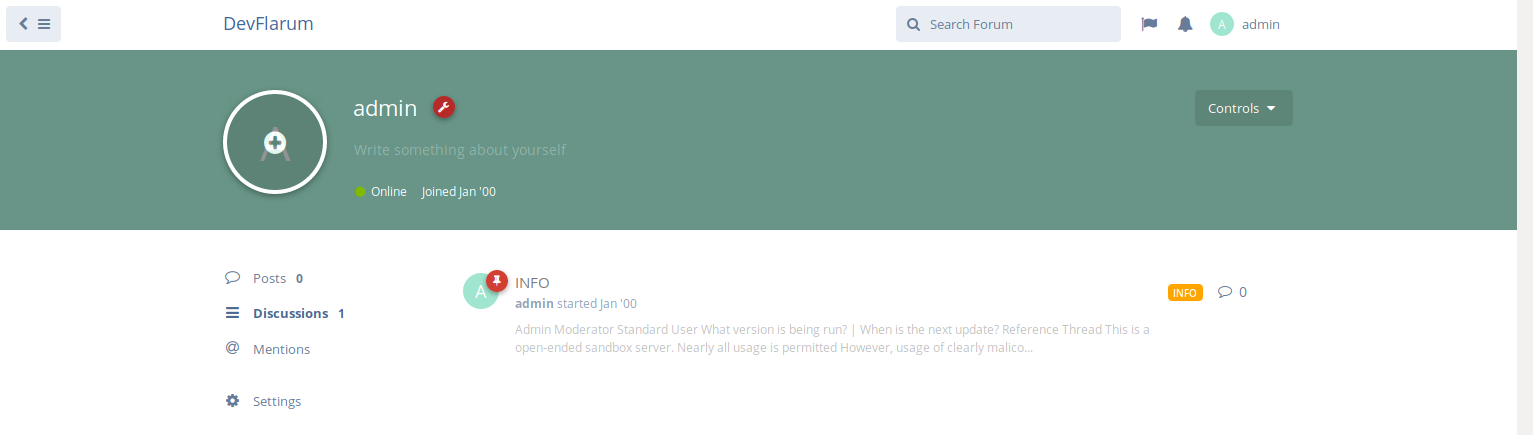 DevFlarum
Search Forum
A
admin
admin
Controls
A
Write something about yourself
Online Joined Jan '00
Posts 0
Discussions 1
Mentions
Settings
A
INFO
admin started Jan '00
INFO
0
Admin Moderator Standard User What version is being run? | When is the next update? Reference Thread This is a
open-ended sandbox server. Nearly all usage is permitted However, usage of clearly malico...